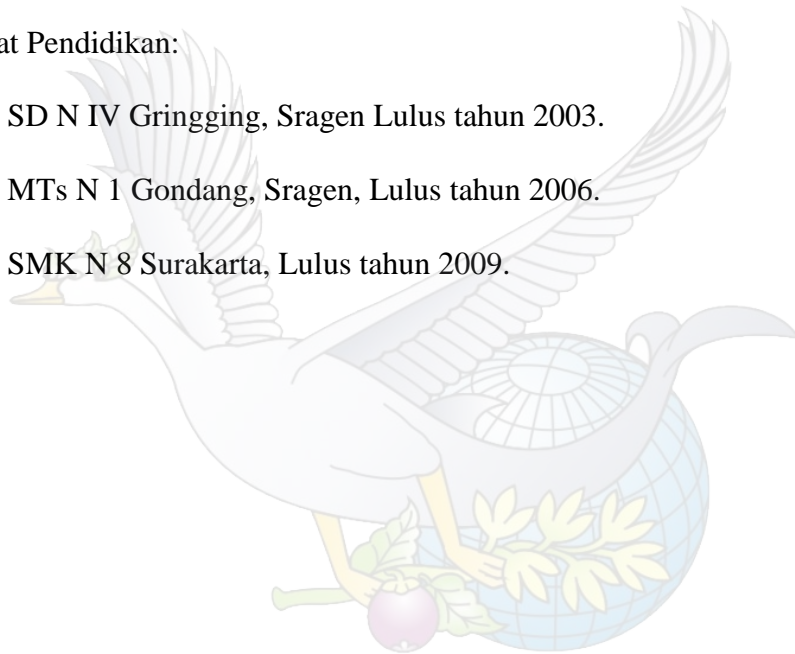 at Pendidikan:
SD N IV Gringging, Sragen Lulus tahun 2003.
MTs N 1 Gondang, Sragen, Lulus tahun 2006.
SMK N 8 Surakarta, Lulus tahun 2009.